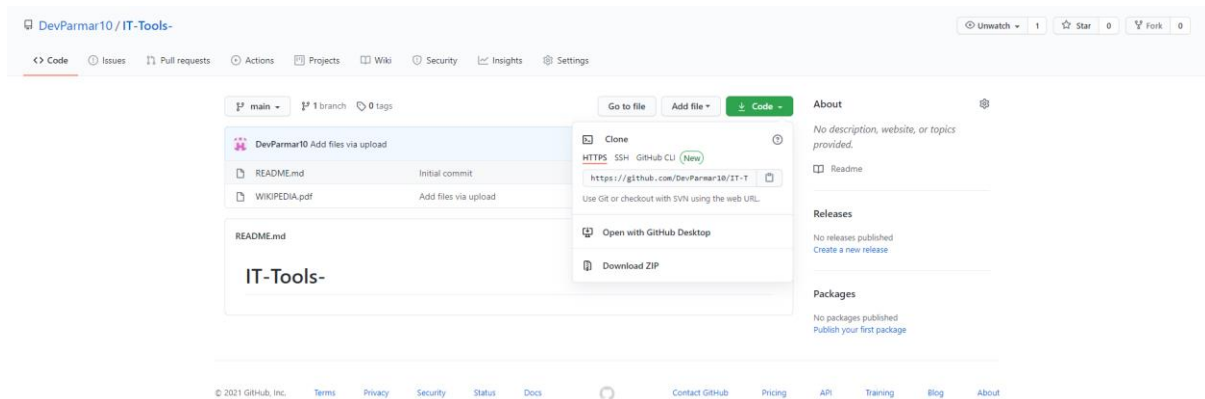 DevParmar10 / IT-Tools-
Unwatch 1 Star 0 Fork 0
<> Code Issues Pull requests Actions Projects Wiki Security Insights Settings
main 1 branch 0 tags Go to file Add file Code
DevParmar10 Add files via upload
README.md Initial commit
WIKIPEDIA.pdf Add files via upload
README.md
IT-Tools-
Clone
HTTPS SSH GitHub CLI New
https://github.com/DevParmar10/IT-T
Use Git or checkout with SVN using the web URL.
Open with GitHub Desktop
Download ZIP
About
No description, website, or topics
provided.
Readme
Releases
No releases published
Create a new release
Packages
No packages published
Publish your first package
© 2021 GitHub, Inc. Terms Privacy Security Status Docs Contact GitHub Pricing API Training Blog About